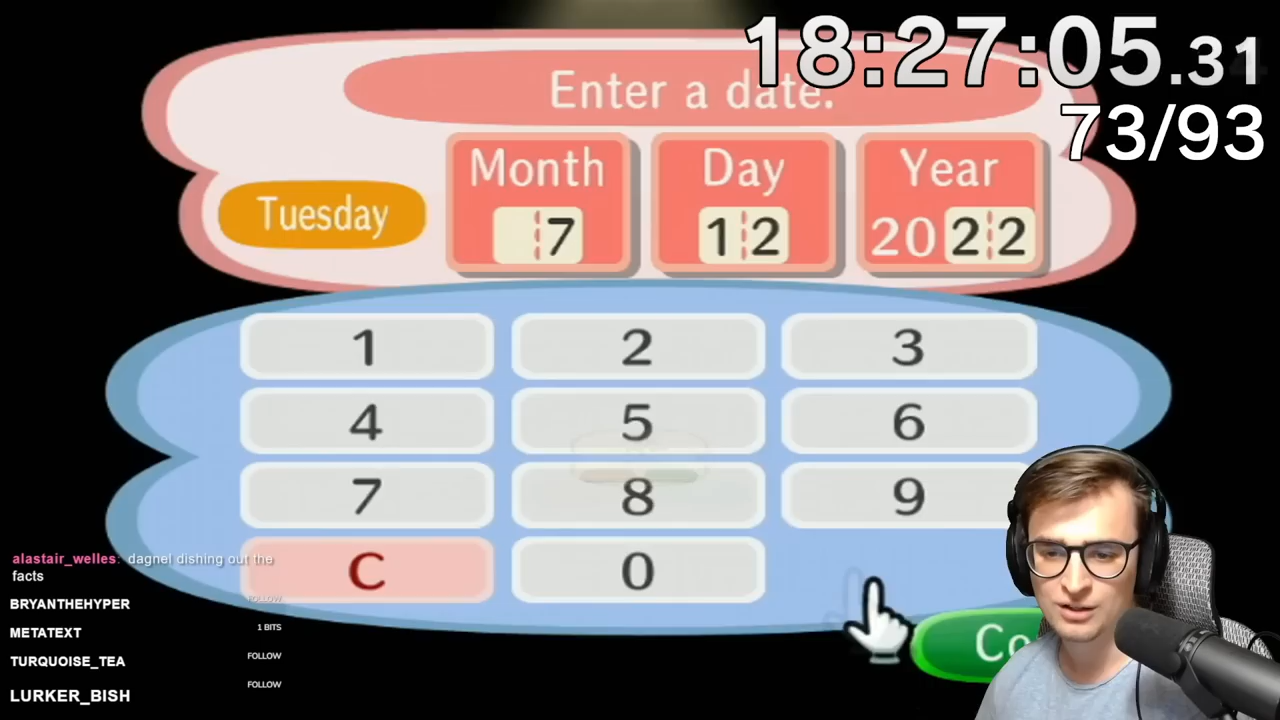 18:27:05.31
73/93
Enter a date.
Month
Day
Year
Tuesday
7
12
2022
1
2
3
4
5
6
7
8
9
C
0
Co
alastair_welles: dagnel dishing out the
facts
FOLLOW
BRYANTHEHYPER
METATEXT
1 BITS
TURQUOISE_TEA
FOLLOW
LURKER_BISH
FOLLOW